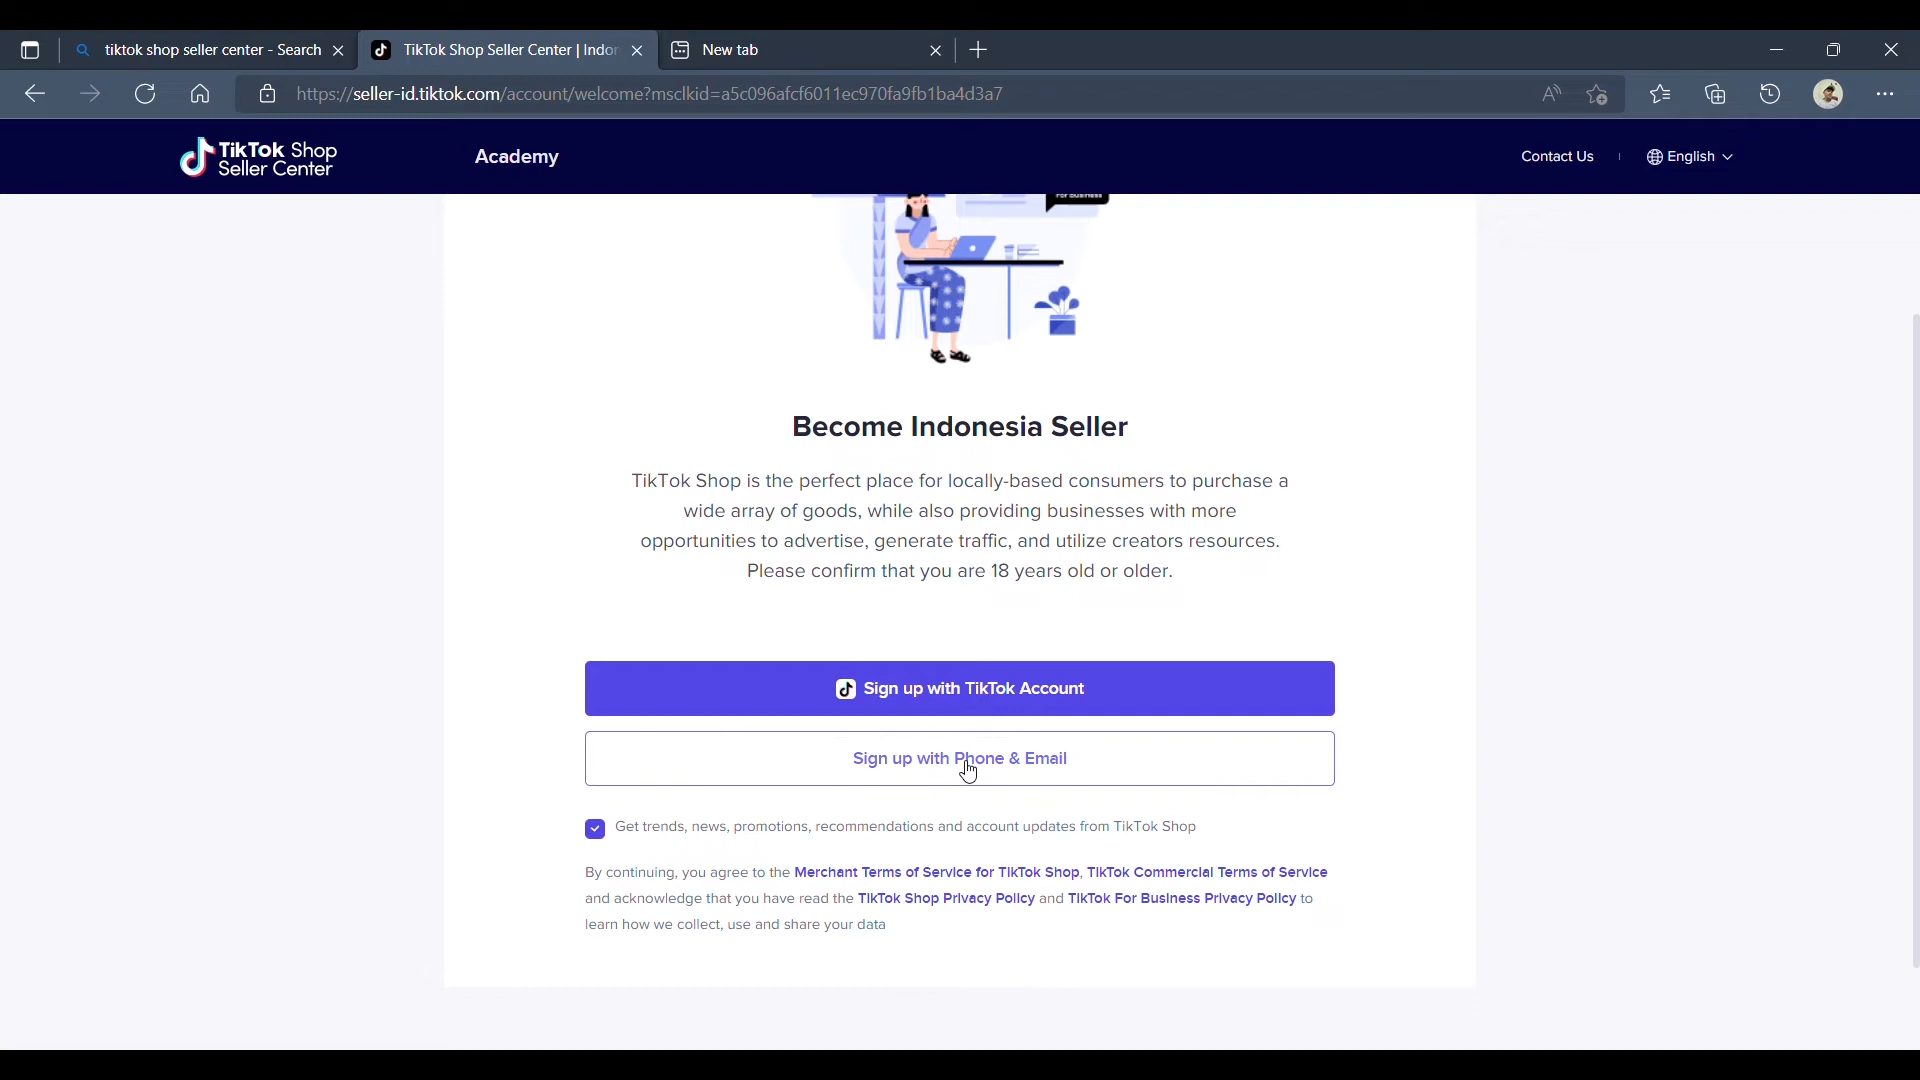 tiktok shop seller center - Search
TikTok Shop Seller Center | Indon
New tab
https://seller-id.tiktok.com/account/welcome?msclkid=a5c096afcf6011ec970fa9fb1ba4d3a7
TikTok Shop
Seller Center
Academy
Contact Us
English
For Business
Become Indonesia Seller
TikTok Shop is the perfect place for locally-based consumers to purchase a
wide array of goods, while also providing businesses with more
opportunities to advertise, generate traffic, and utilize creators resources.
Please confirm that you are 18 years old or older.
Sign up with TikTok Account
Sign up with Phone & Email
Get trends, news, promotions, recommendations and account updates from TikTok Shop
By continuing, you agree to the Merchant Terms of Service for TikTok Shop, TikTok Commercial Terms of Service
and acknowledge that you have read the TikTok Shop Privacy Policy and TikTok For Business Privacy Policy to
learn how we collect, use and share your data